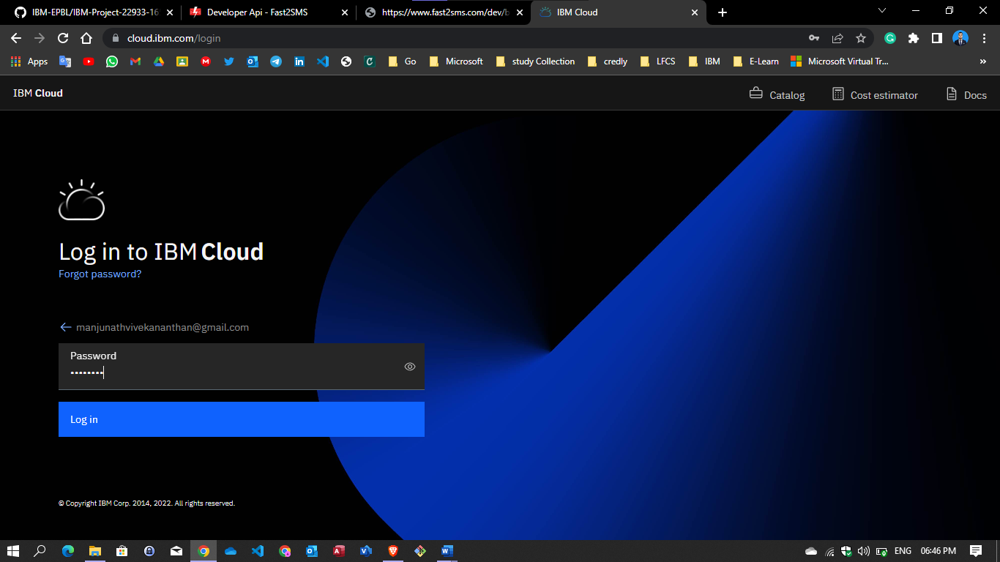 IBM-EPBL/IBM-Project-22933-16
Developer Api - Fast2SMS
https://www.fast2sms.com/dev/b
IBM Cloud
cloud.ibm.com/login
Apps
Go
Microsoft
study Collection
credly
LFCS
IBM
E-Learn
Microsoft Virtual Tr...
»
IBM Cloud
Catalog
Cost estimator
Docs
Log in to IBM Cloud
Forgot password?
manjunathvivekananthan@gmail.com
Password
••••••••
Log in
© Copyright IBM Corp. 2014, 2022. All rights reserved.
ENG
06:46 PM